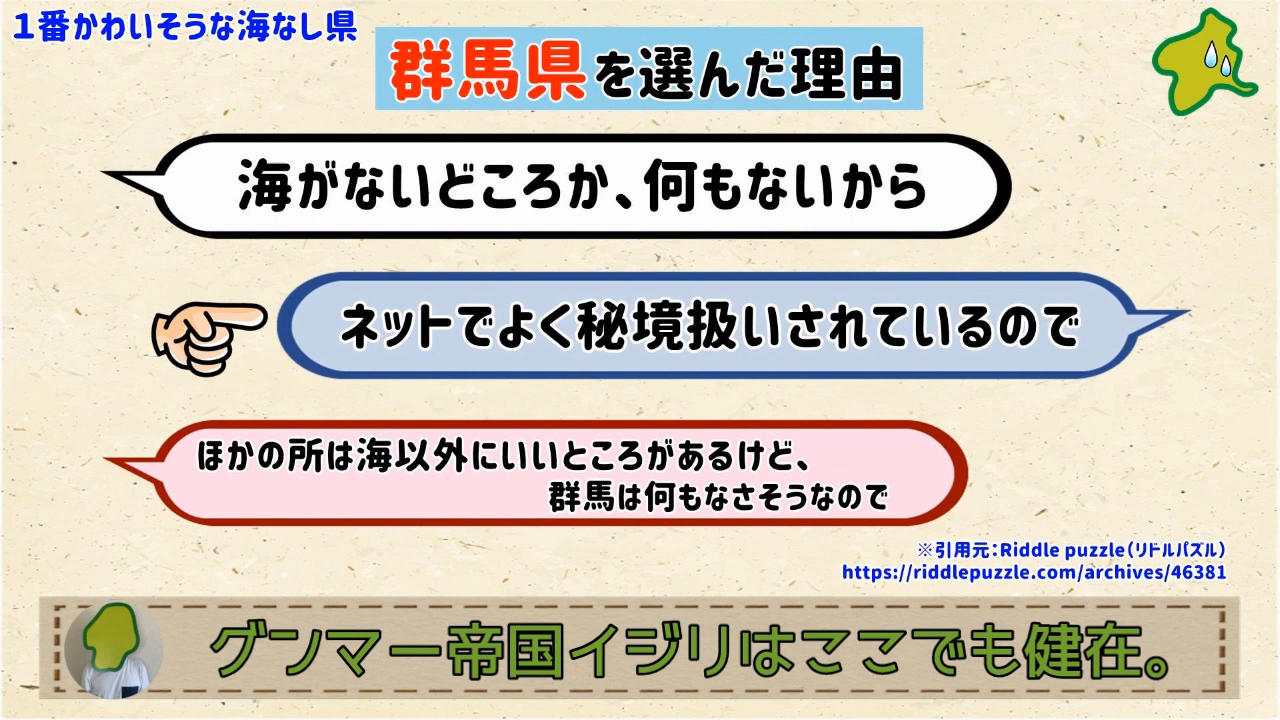 1番かわいそうな海なし県
群馬県を選んだ理由
海がないどころか、何もないから
ネットでよく秘境扱いされているので
ほかの所は海以外にいいところがあるけど、
群馬は何もなさそうなので
※引用元:Riddle puzzle(リドルパズル)
https://riddlepuzzle.com/archives/46381
グンマー帝国イジリはここでも健在。